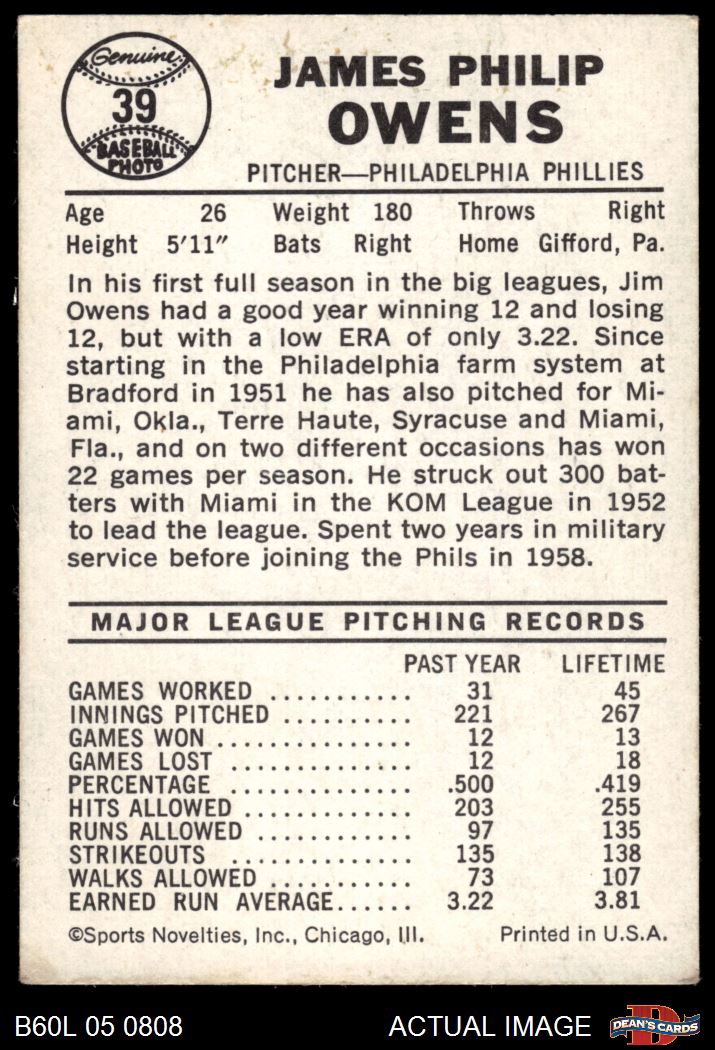 Genuine
39
BASEBALL
PHOTO
JAMES PHILIP
OWENS
PITCHER—PHILADELPHIA PHILLIES
Age 26 Weight 180 Throws Right
Height 5'11" Bats Right Home Gifford, Pa.
In his first full season in the big leagues, Jim
Owens had a good year winning 12 and losing
12, but with a low ERA of only 3.22. Since
starting in the Philadelphia farm system at
Bradford in 1951 he has also pitched for Mi-
ami, Okla., Terre Haute, Syracuse and Miami,
Fla., and on two different occasions has won
22 games per season. He struck out 300 bat-
ters with Miami in the KOM League in 1952
to lead the league. Spent two years in military
service before joining the Phils in 1958.
MAJOR LEAGUE PITCHING RECORDS
PAST YEAR LIFETIME
GAMES WORKED ........... 31 45
INNINGS PITCHED .......... 221 267
GAMES WON ............... 12 13
GAMES LOST .............. 12 18
PERCENTAGE .............. .500 .419
HITS ALLOWED ............. 203 255
RUNS ALLOWED ............ 97 135
STRIKEOUTS .............. 135 138
WALKS ALLOWED ........... 73 107
EARNED RUN AVERAGE...... 3.22 3.81
©Sports Novelties, Inc., Chicago, Ill. Printed in U.S.A.
B60L 05 0808 ACTUAL IMAGE D DEAN'S CARDS